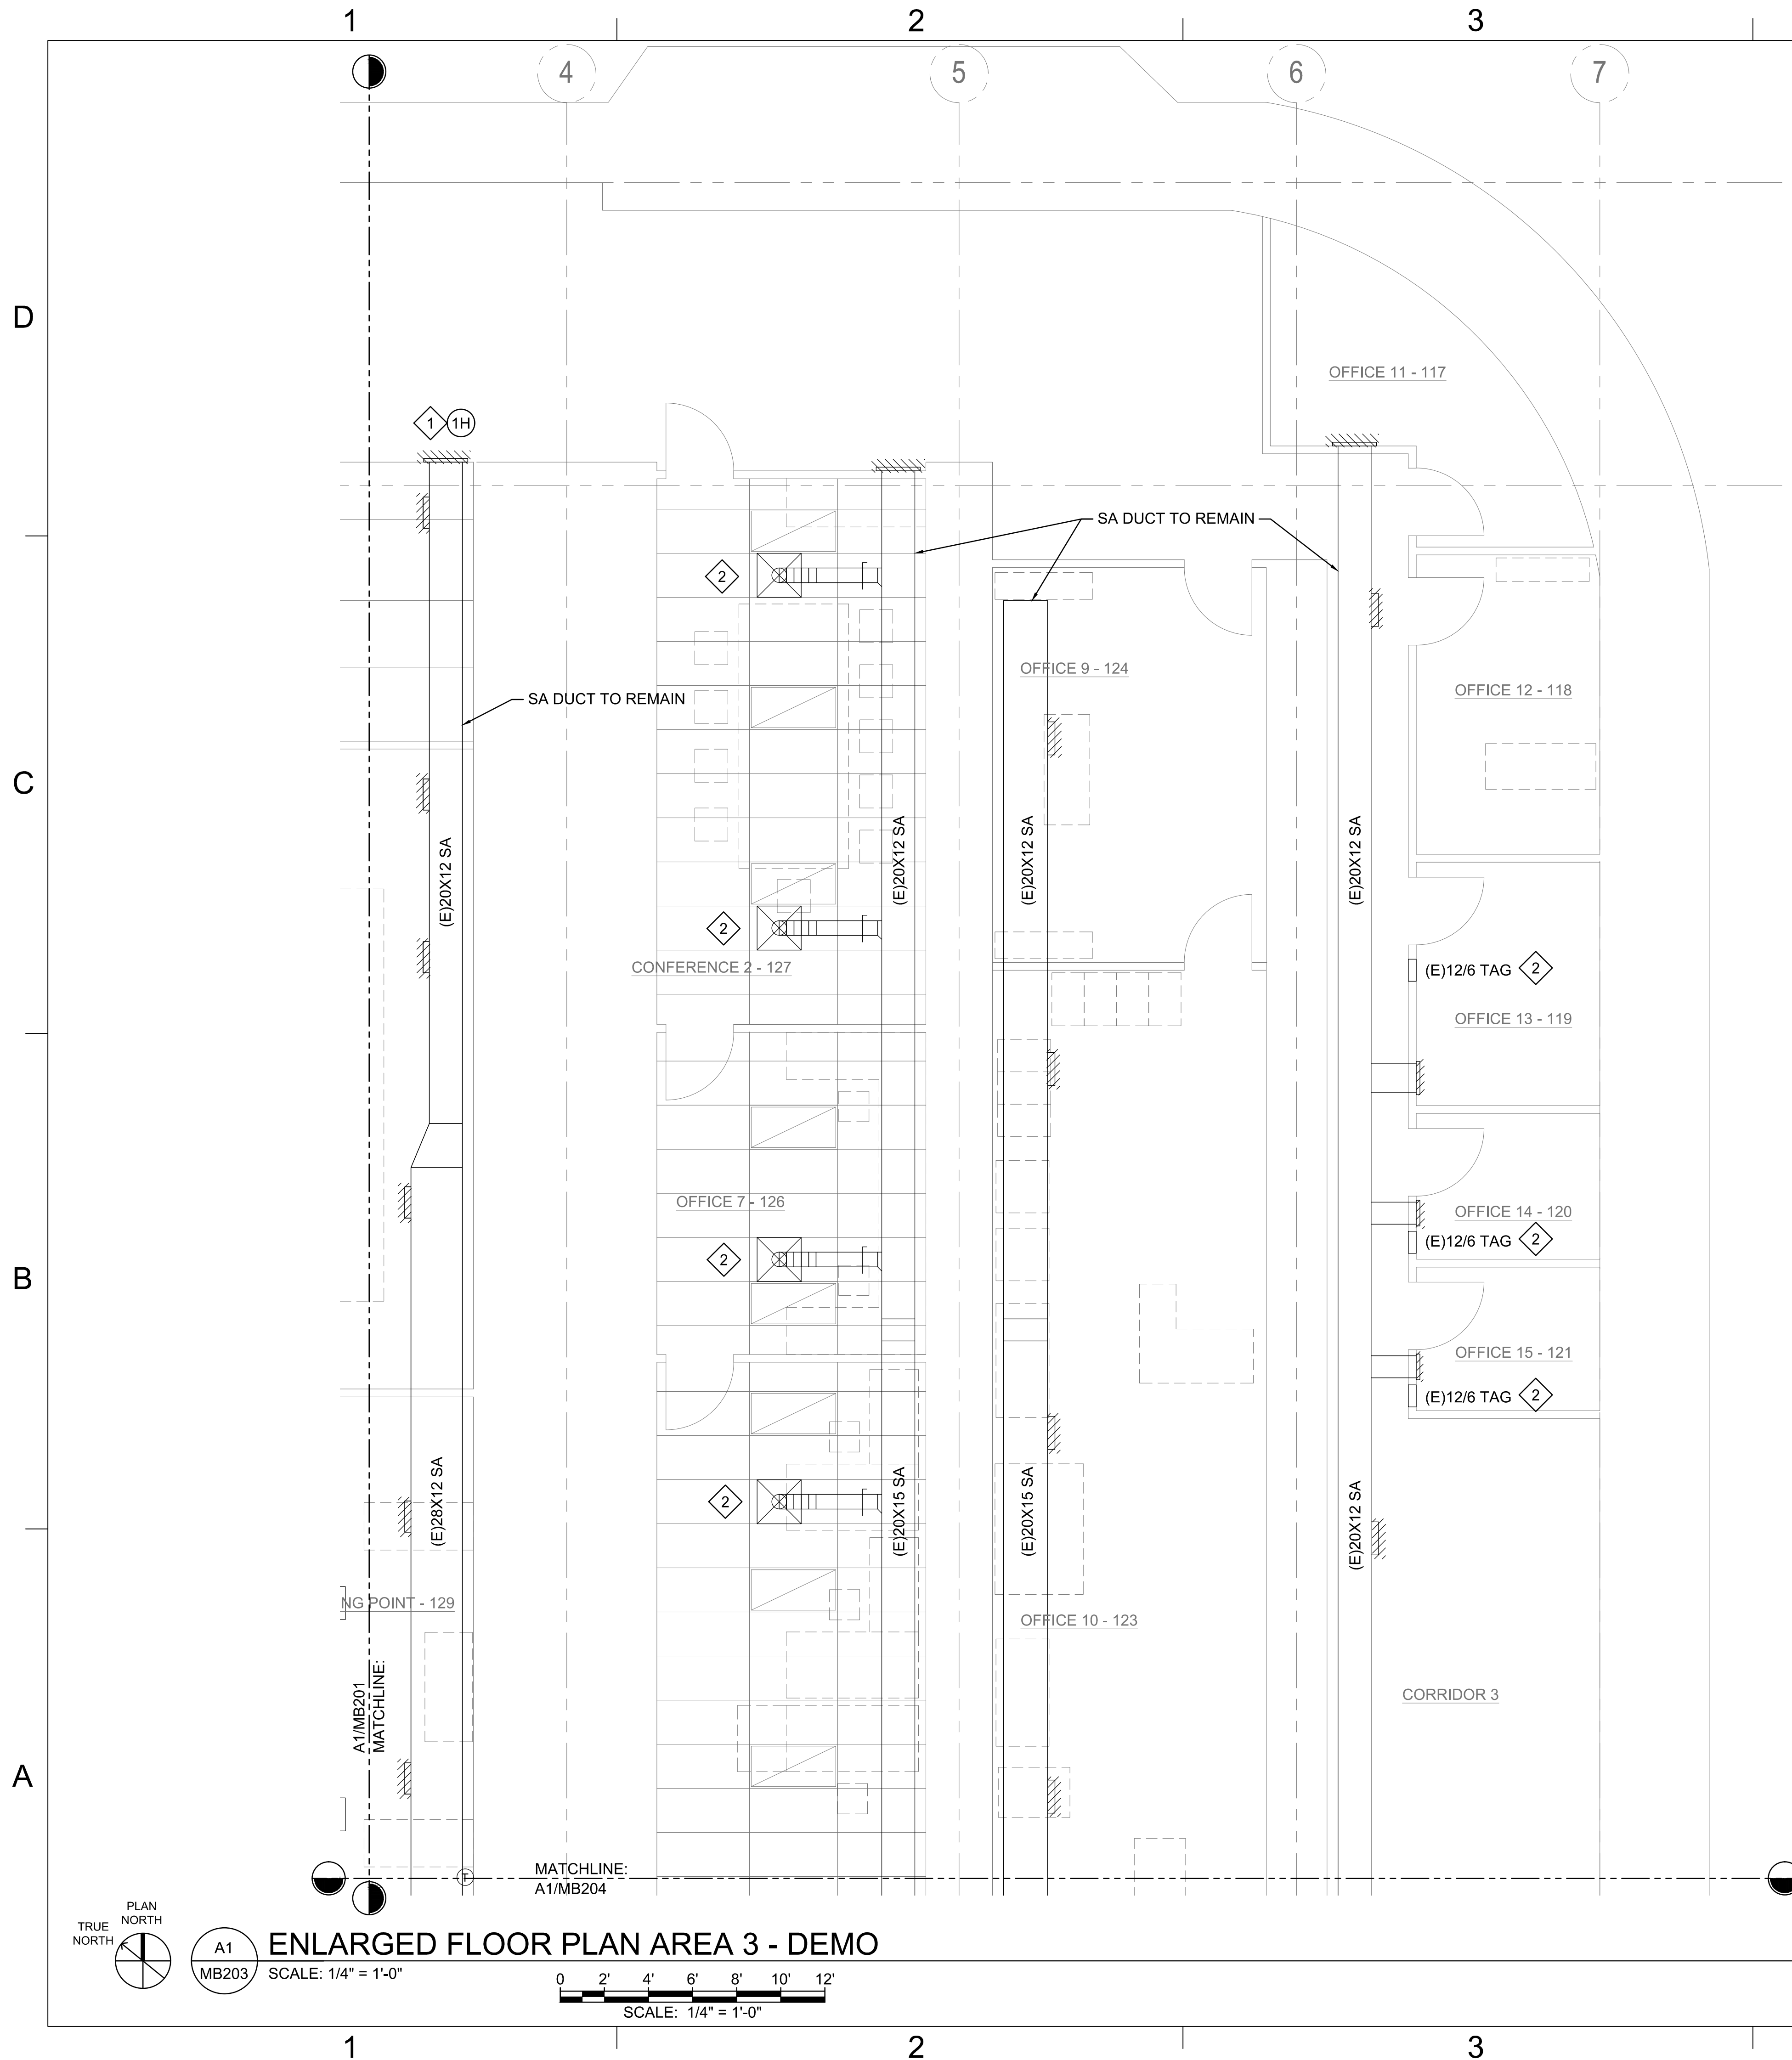 1
2
3
4
5
6
7
D
OFFICE 11 - 117
1
1H
SA DUCT TO REMAIN
2
OFFICE 9 - 124
OFFICE 12 - 118
SA DUCT TO REMAIN
C
(E)20X12 SA
(E)20X12 SA
(E)20X12 SA
(E)20X12 SA
2
CONFERENCE 2 - 127
(E)12/6 TAG
2
OFFICE 13 - 119
OFFICE 7 - 126
OFFICE 14 - 120
(E)12/6 TAG
2
2
B
OFFICE 15 - 121
(E)12/6 TAG
2
2
(E)28X12 SA
(E)20X15 SA
(E)20X15 SA
(E)20X12 SA
NG POINT - 129
OFFICE 10 - 123
CORRIDOR 3
A1/MB201
MATCHLINE:
A
T
MATCHLINE:
A1/MB204
PLAN
NORTH
TRUE
NORTH
A1
MB203
ENLARGED FLOOR PLAN AREA 3 - DEMO
SCALE: 1/4" = 1'-0"
0 2' 4' 6' 8' 10' 12'
SCALE: 1/4" = 1'-0"
1
2
3